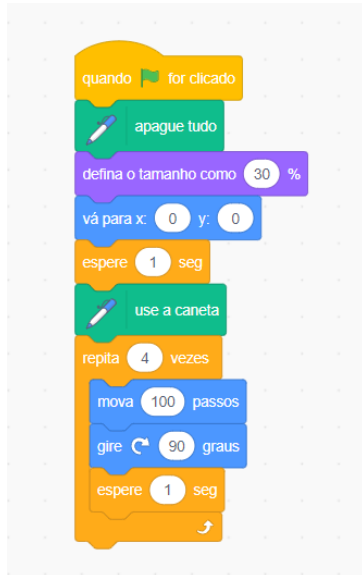 quando for clicado
apague tudo
defina o tamanho como 30 %
vá para x: 0 y: 0
espere 1 seg
use a caneta
repita 4 vezes
mova 100 passos
gire 90 graus
espere 1 seg